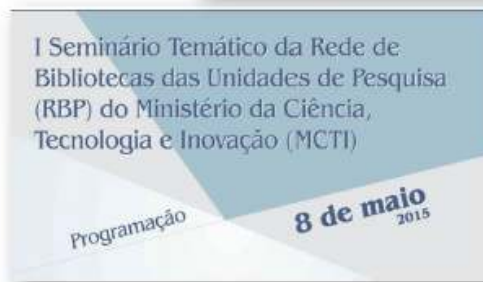 I Seminário Temático da Rede de
Bibliotecas das Unidades de Pesquisa
(RBP) do Ministério da Ciência,
Tecnologia e Inovação (MCTI)
Programação
8 de maio
2015